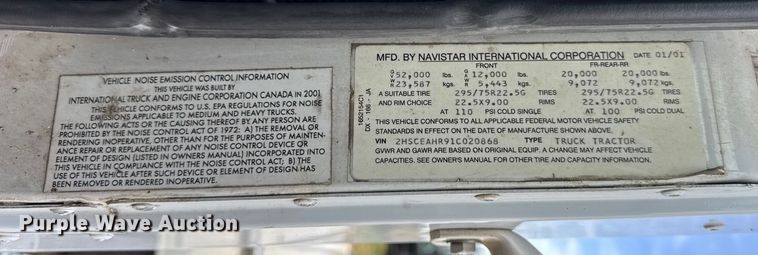 VEHICLE NOISE EMISSION CONTROL INFORMATION
THIS VEHICLE WAS BUILT BY
INTERNATIONAL TRUCK AND ENGINE CORPORATION CANADA IN 2001
THIS VEHICLE CONFORMS TO U.S. EPA REGULATIONS FOR NOISE
EMISSIONS APPLICABLE TO MEDIUM AND HEAVY TRUCKS.
THE FOLLOWING ACTS OR THE CAUSING THEREOF BY ANY PERSON ARE
PROHIBITED BY THE NOISE CONTROL ACT OF 1972: A) THE REMOVAL OR
RENDERING INOPERATIVE, OTHER THAN FOR THE PURPOSES OF MAINTEN-
ANCE REPAIR OR REPLACEMENT OF ANY NOISE CONTROL DEVICE OR
ELEMENT OF DESIGN (LISTED IN OWNERS MANUAL) INCORPORATED INTO
THIS VEHICLE IN COMPLIANCE WITH THE NOISE CONTROL ACT; B) THE
USE OF THIS VEHICLE AFTER SUCH DEVICE OR ELEMENT OF DESIGN HAS
BEEN REMOVED OR RENDERED INOPERATIVE.
1652154C1
DX - 166 - JA
MFD. BY NAVISTAR INTERNATIONAL CORPORATION DATE 01/01
FRONT FR-REAR-RR
GVWR 52,000 lbs. GAWR 12,000 lbs. 20,000 20,000 lbs.
23,587 kg. 5,443 kg. 9,072 9,072 kg.
A SUITABLE TIRE 295/75R22.5G TIRES 295/75R22.5G TIRES
AND RIM CHOICE 22.5X9.00 RIMS 22.5X9.00 RIMS
AT 110 PSI COLD SINGLE AT 100 PSI COLD DUAL
THIS VEHICLE CONFORMS TO ALL APPLICABLE FEDERAL MOTOR VEHICLE SAFETY
STANDARDS IN EFFECT ON THE DATE OF MANUFACTURE SHOWN ABOVE.
VIN 2HSCEAHR91C020868 TYPE TRUCK TRACTOR
GVWR AND GAWR ARE BASED ON ORIGINAL EQUIP. A CHANGE MAY AFFECT VEHICLE
CAPACITIES. SEE OWNER'S MANUAL FOR OTHER TIRE AND CAPACITY INFORMATION.
Purple Wave Auction